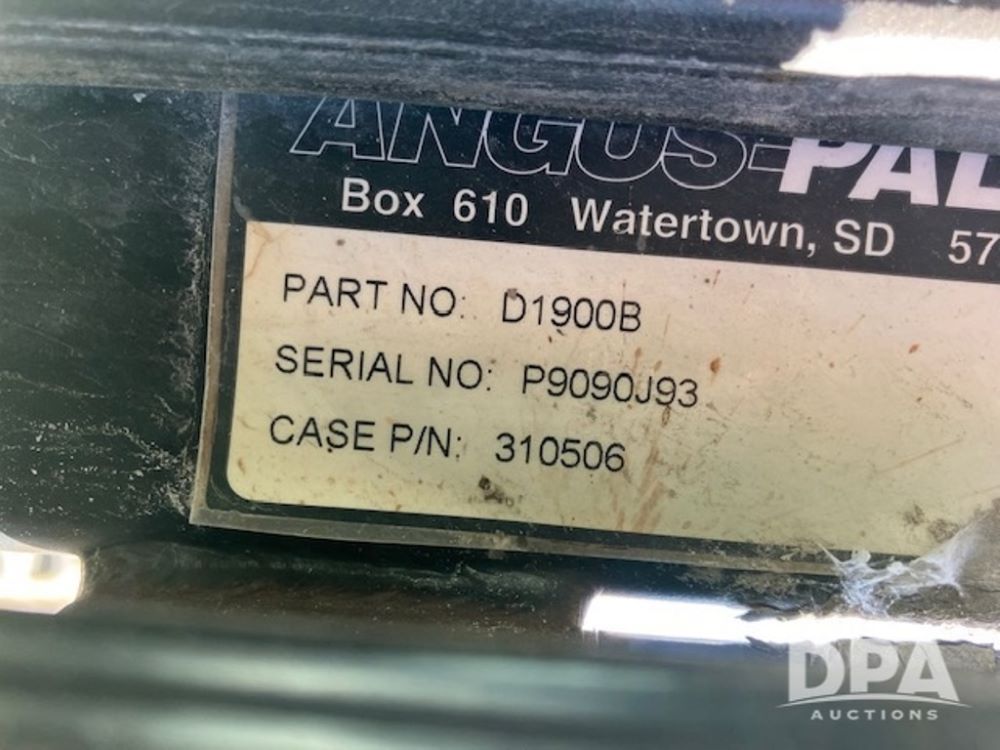 ANGUS-PAL
Box 610 Watertown, SD 57
PART NO: D1900B
SERIAL NO: P9090J93
CASE P/N: 310506
DPA
AUCTIONS